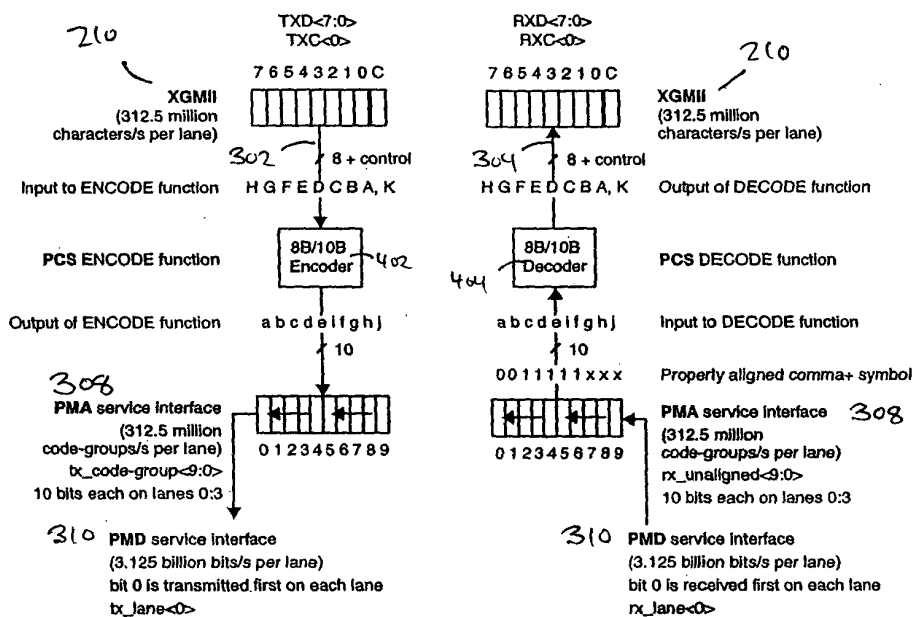 TXD<7:0>
TXC<0>
RXD<7:0>
RXC<0>
210
210
7 6 5 4 3 2 1 0 C
7 6 5 4 3 2 1 0 C
XGMII
(312.5 million
characters/s per lane)
XGMII
(312.5 million
characters/s per lane)
302
8 + control
304
8 + control
Input to ENCODE function
H G F E D C B A, K
H G F E D C B A, K
Output of DECODE function
PCS ENCODE function
8B/10B
Encoder
402
8B/10B
Decoder
404
PCS DECODE function
Output of ENCODE function
a b c d e i f g h j
a b c d e i f g h j
Input to DECODE function
10
10
0 0 1 1 1 1 1 x x x
Properly aligned comma+ symbol
308
PMA service interface
(312.5 million
code-groups/s per lane)
tx_code-group<9:0>
10 bits each on lanes 0:3
0 1 2 3 4 5 6 7 8 9
0 1 2 3 4 5 6 7 8 9
PMA service interface
308
(312.5 million
code-groups/s per lane)
rx_unaligned<9:0>
10 bits each on lanes 0:3
310
PMD service interface
(3.125 billion bits/s per lane)
bit 0 is transmitted first on each lane
tx_lane<0>
310
PMD service interface
(3.125 billion bits/s per lane)
bit 0 is received first on each lane
rx_lane<0>